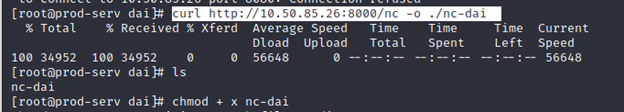 to connect to 10.50.85.26 port 8080: Connection refused
[root@prod-serv dai]# curl http://10.50.85.26:8000/nc -o ./nc-dai
% Total % Received % Xferd Average Speed Time Time Time Current
Dload Upload Total Spent Left Speed
100 34952 100 34952 0 0 56648 0 --:--:-- --:--:-- --:--:-- 56648
[root@prod-serv dai]# ls
nc-dai
[root@prod-serv dai]# chmod + x nc-dai